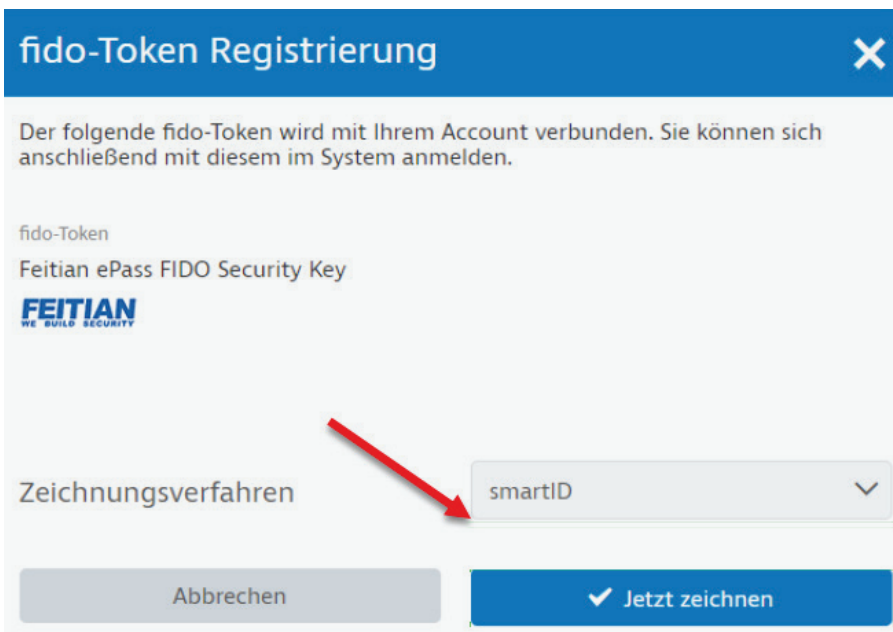 fido-Token Registrierung
Der folgende fido-Token wird mit Ihrem Account verbunden. Sie können sich
anschließend mit diesem im System anmelden.
fido-Token
Feitian ePass FIDO Security Key
FEITIAN
WE BUILD SECURITY
Zeichnungsverfahren
smartID
Abbrechen
Jetzt zeichnen